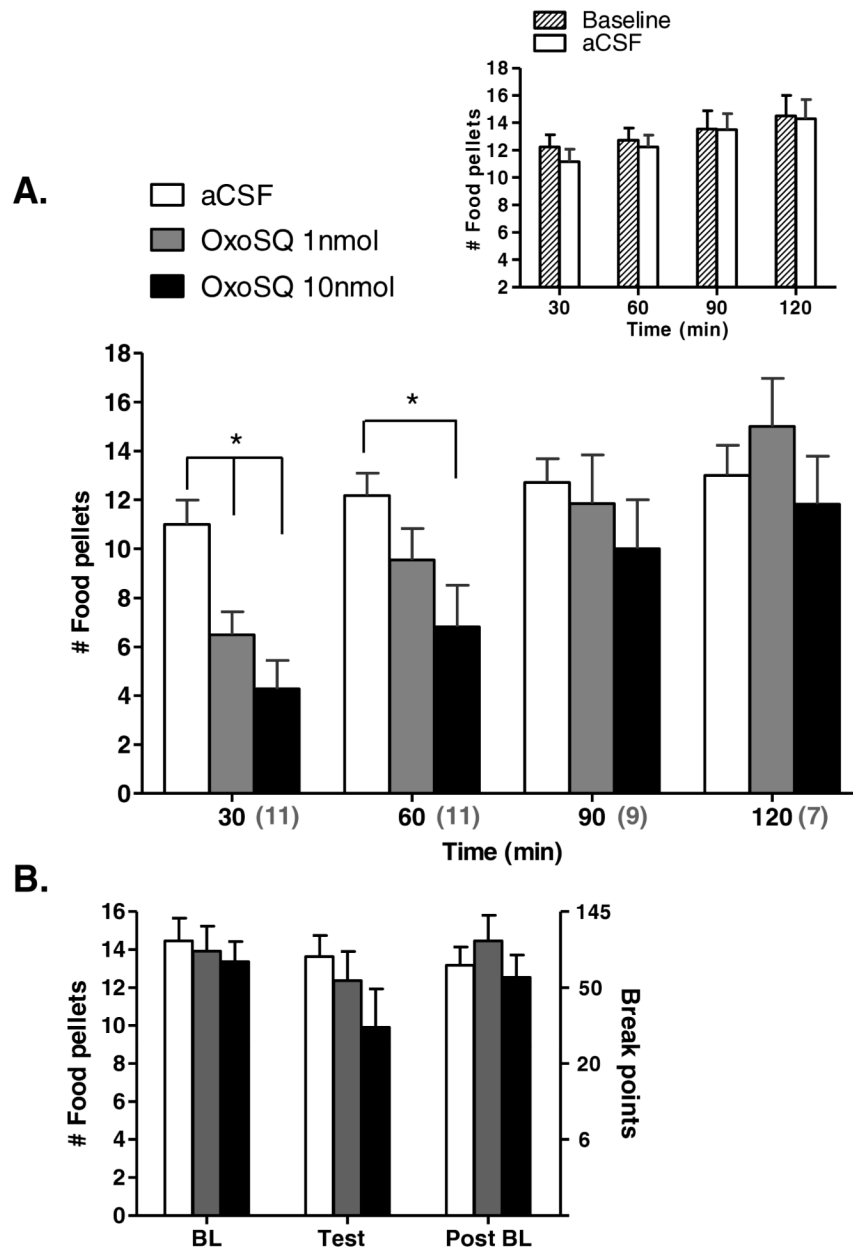 Baseline
aCSF
18
16
14
12
10
8
6
4
2
# Food pellets
30 60 90 120
Time (min)
A.
aCSF
OxoSQ 1nmol
OxoSQ 10nmol
18
16
14
12
10
8
6
4
2
0
# Food pellets
*
*
30 (11) 60 (11) 90 (9) 120 (7)
Time (min)
B.
16
14
12
10
8
6
4
2
0
# Food pellets
145
50
20
6
Break points
BL Test Post BL